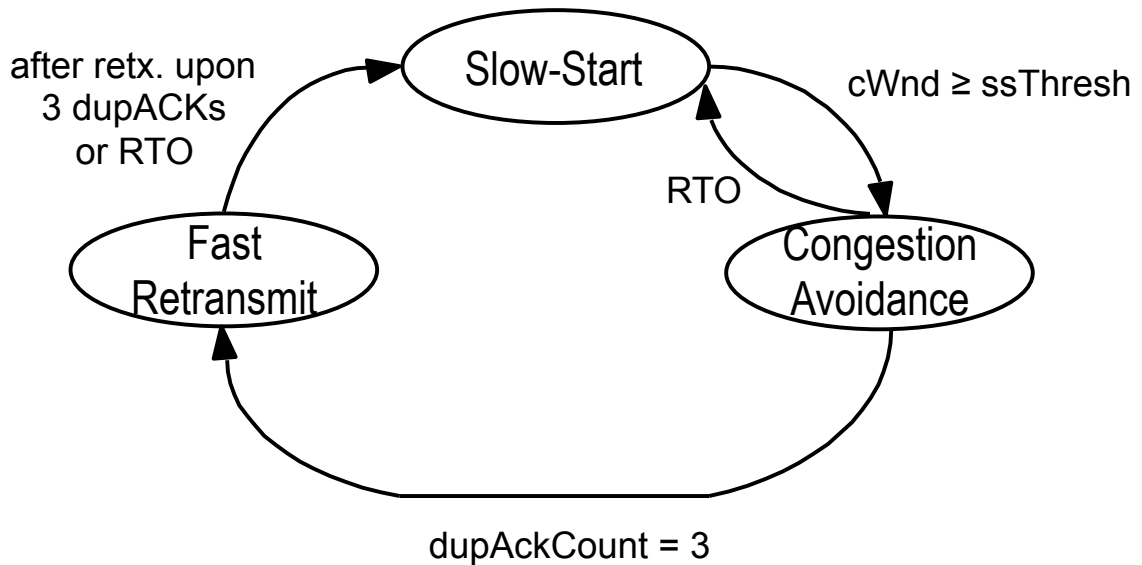 Slow-Start
after retx. upon
3 dupACKs
or RTO
cWnd ≥ ssThresh
RTO
Fast
Retransmit
Congestion
Avoidance
dupAckCount = 3